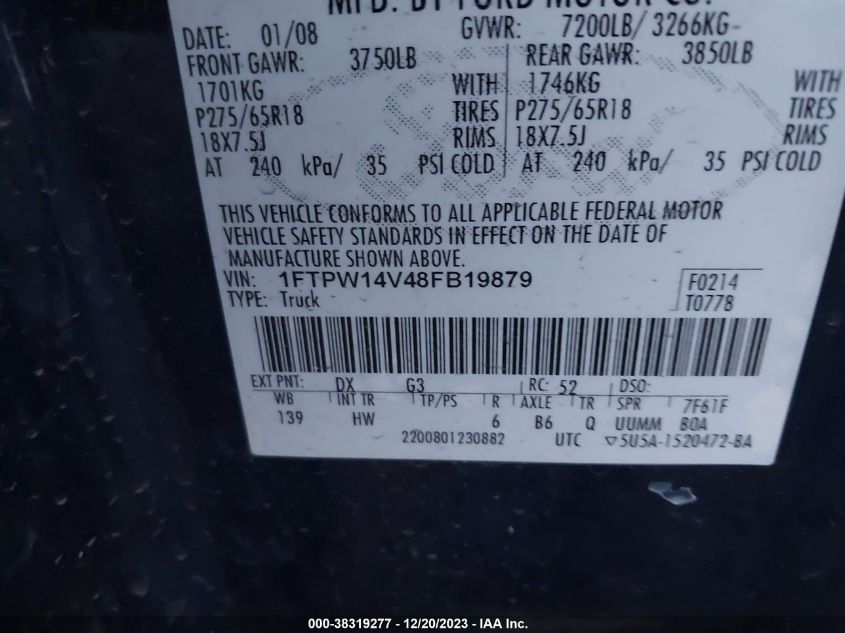 MFD. BY FORD MOTOR CO.
DATE: 01/08 GVWR: 7200LB/ 3266KG
FRONT GAWR: 3750LB REAR GAWR: 3850LB
1701KG WITH 1746KG WITH
P275/65R18 TIRES P275/65R18 TIRES
18X7.5J RIMS 18X7.5J RIMS
AT 240 kPa/ 35 PSI COLD AT 240 kPa/ 35 PSI COLD
THIS VEHICLE CONFORMS TO ALL APPLICABLE FEDERAL MOTOR
VEHICLE SAFETY STANDARDS IN EFFECT ON THE DATE OF
MANUFACTURE SHOWN ABOVE.
VIN: 1FTPW14V48FB19879 F0214
TYPE: Truck T0778
EXT PNT: DX G3 RC: 52 DSO:
WB INT TR TP/PS R AXLE TR SPR 7F61F
139 HW 6 B6 Q UUMM BOA
2200801230882 UTC ▽5U5A-1520472-BA
000-38319277 - 12/20/2023 - IAA Inc.